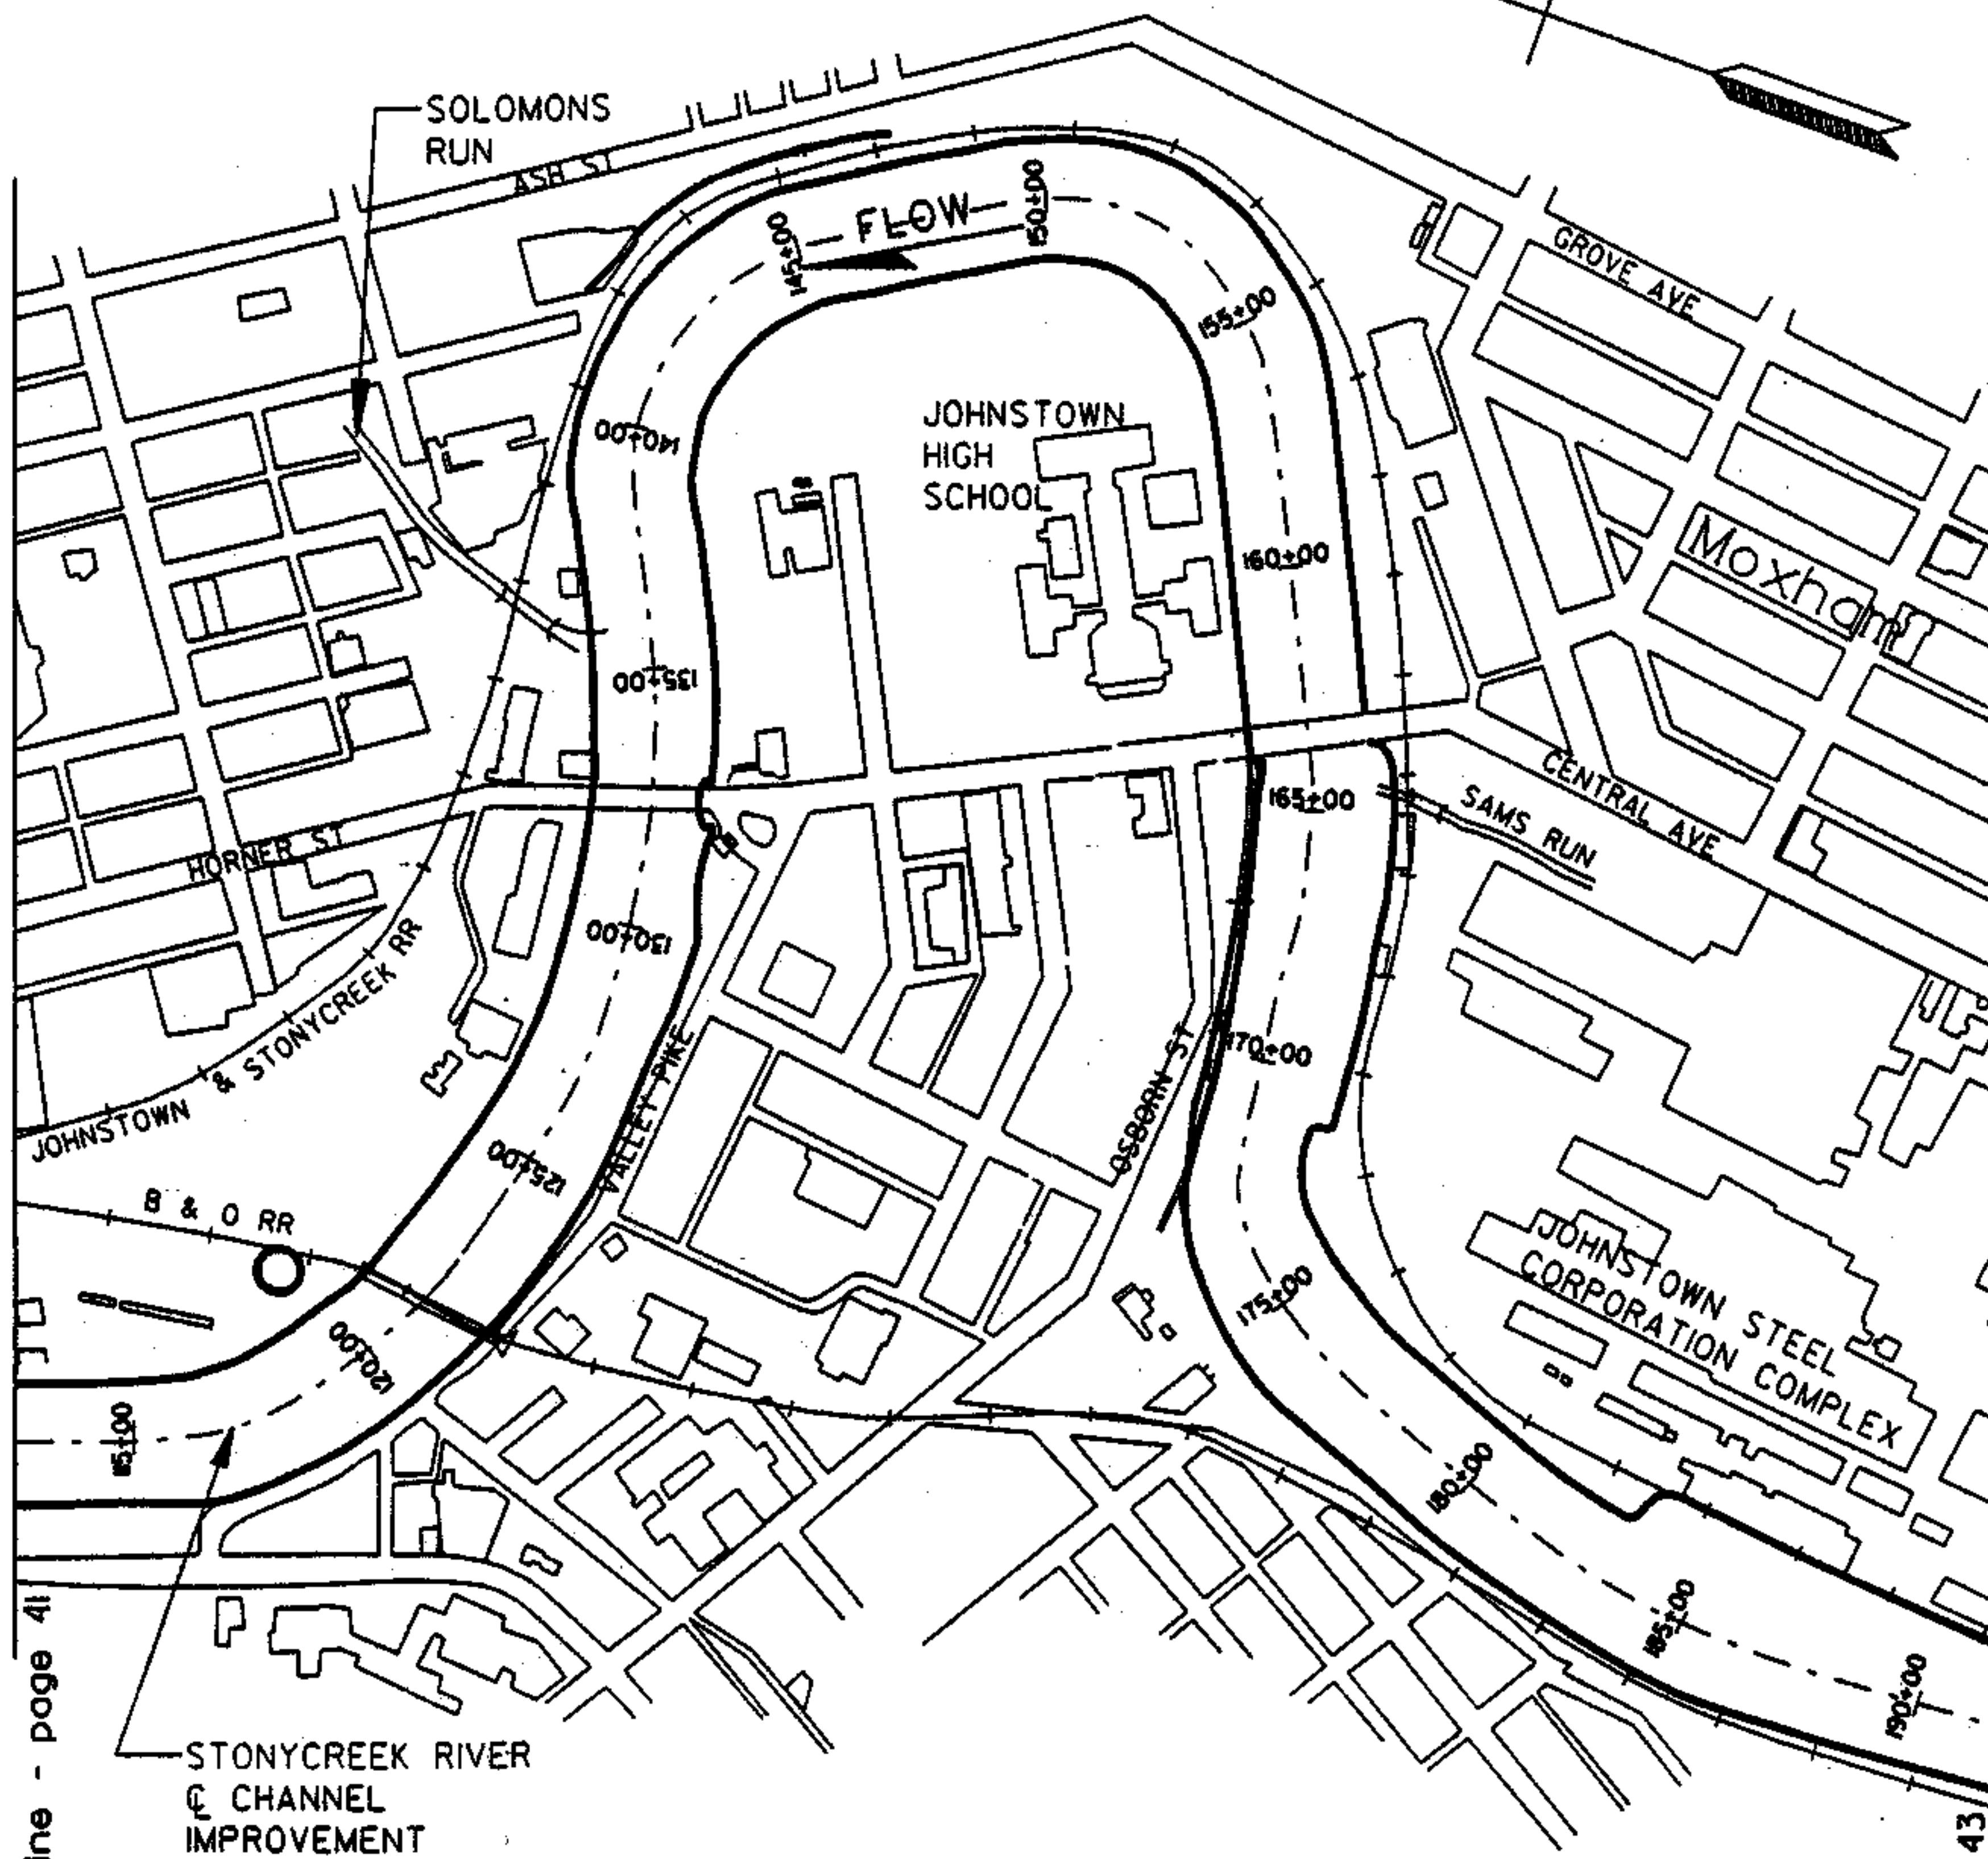 SOLOMONS
RUN
ASH ST
FLOW
145+00
150+00
155+00
GROVE AVE
140+00
JOHNSTOWN
HIGH
SCHOOL
160+00
Moxham
135+00
165+00
CENTRAL AVE
SAMS RUN
HORNER ST
130+00
JOHNSTOWN & STONYCREEK RR
VALLEY PIKE
OSBORN ST
170+00
125+00
B & O RR
JOHNSTOWN STEEL
CORPORATION COMPLEX
175+00
120+00
115+00
180+00
185+00
190+00
STONYCREEK RIVER
℄ CHANNEL
IMPROVEMENT
ine - page 41
43